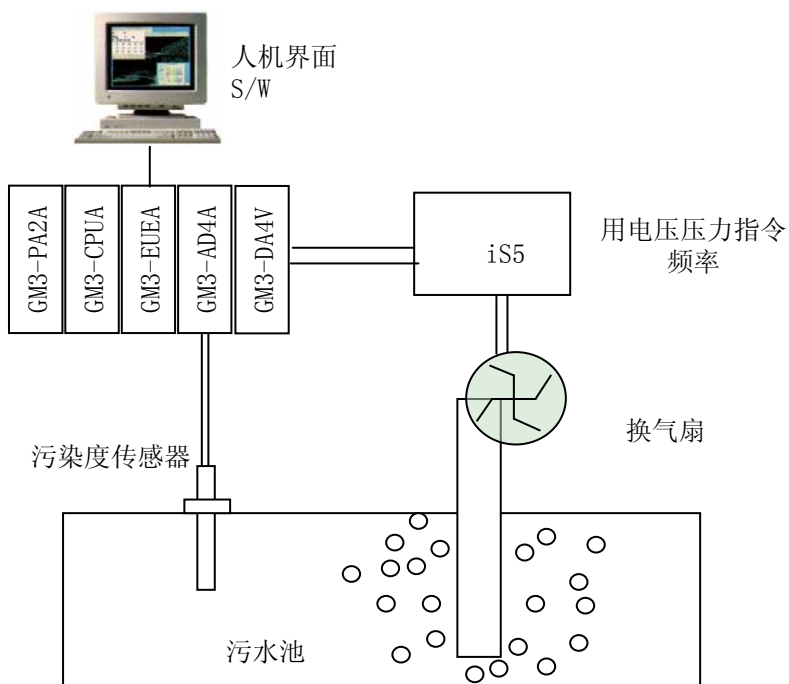 人机界面
S/W
GM3-PA2A
GM3-CPUA
GM3-EUEA
GM3-AD4A
GM3-DA4V
iS5
用电压压力指令
频率
换气扇
污染度传感器
污水池